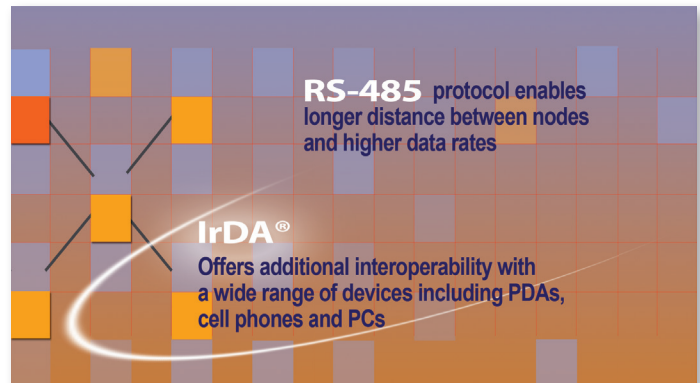 RS-485 protocol enables
longer distance between nodes
and higher data rates
IrDA®
Offers additional interoperability with
a wide range of devices including PDAs,
cell phones and PCs